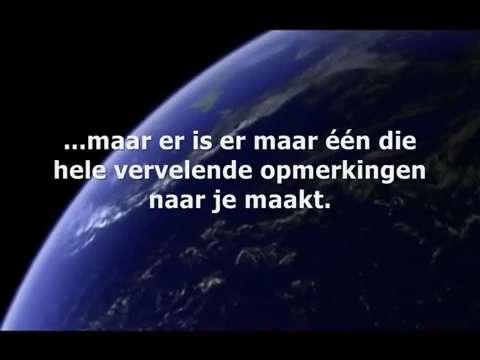 ...maar er is er maar één die
hele vervelende opmerkingen
naar je maakt.